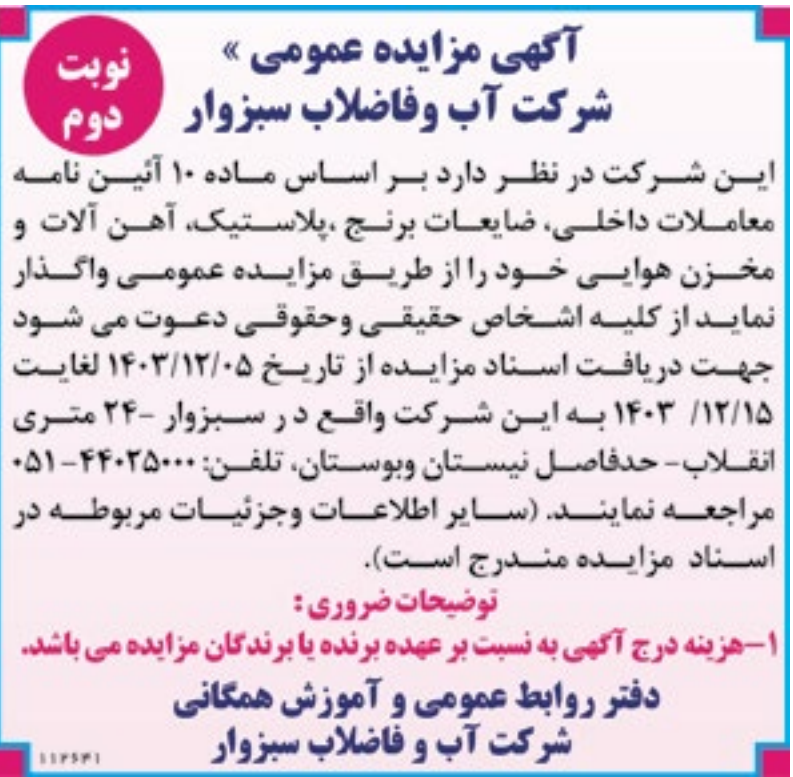 آگهی مزایده عمومی »
شرکت آب وفاضلاب سبزوار
نوبت
دوم
این شرکت در نظر دارد بر اساس ماده ۱۰ آئین نامه
معاملات داخلی، ضایعات برنج ،پلاستیک، آهن آلات و
مخزن هوایی خود را از طریق مزایده عمومی واگذار
نماید از کلیه اشخاص حقیقی وحقوقی دعوت می شود
جهت دریافت اسناد مزایده از تاریخ ۱۴۰۳/۱۲/۰۵ لغایت
۱۴۰۳ /۱۲/۱۵ به این شرکت واقع در سبزوار -۲۴ متری
انقلاب- حدفاصل نیستان وبوستان، تلفن: ۴۴۰۲۵۰۰۰-۰۵۱
مراجعه نمایند. (سایر اطلاعات وجزئیات مربوطه در
اسناد مزایده مندرج است).
توضیحات ضروری :
۱-هزینه درج آگهی به نسبت بر عهده برنده یا برندگان مزایده می باشد.
دفتر روابط عمومی و آموزش همگانی
شرکت آب و فاضلاب سبزوار
۱۱۲۶۳۱